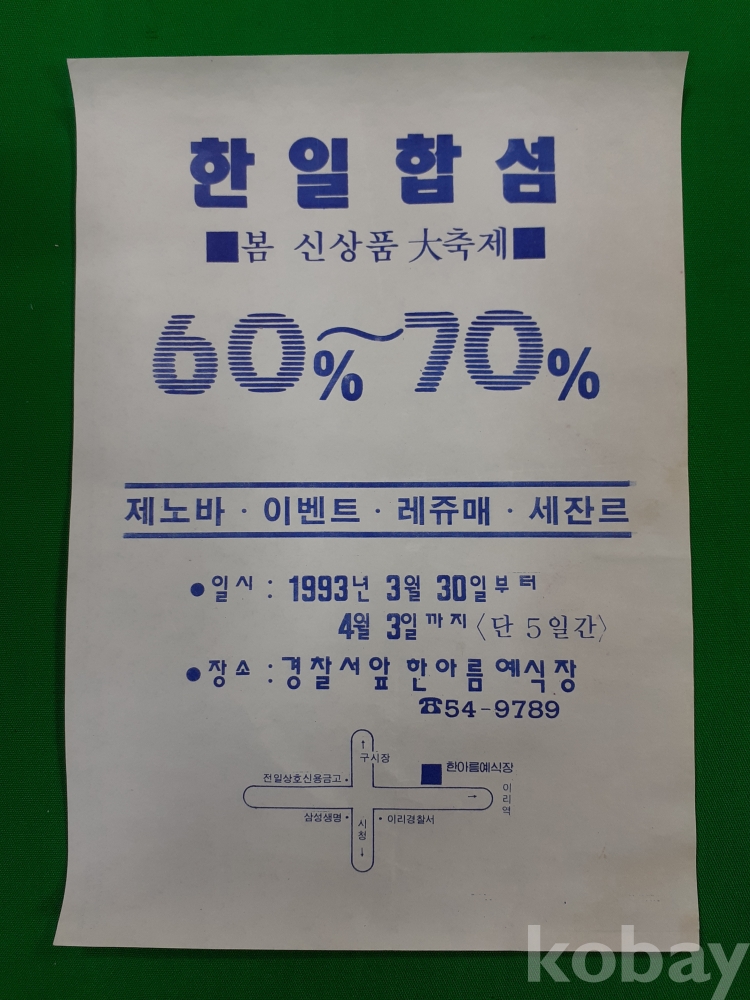 한일합섬
■봄 신상품 大축제■
60%~70%
제노바 · 이벤트 · 레쥬매 · 세잔르
●일시 : 1993년 3월 30일부터
4월 3일까지 〈단 5일간〉
●장소 : 경찰서앞 한아름예식장
☎54-9789
↑
구시장
한아름예식장
전일상호신용금고
→
이리역
삼성생명
시청
↓
이리경찰서
kobay